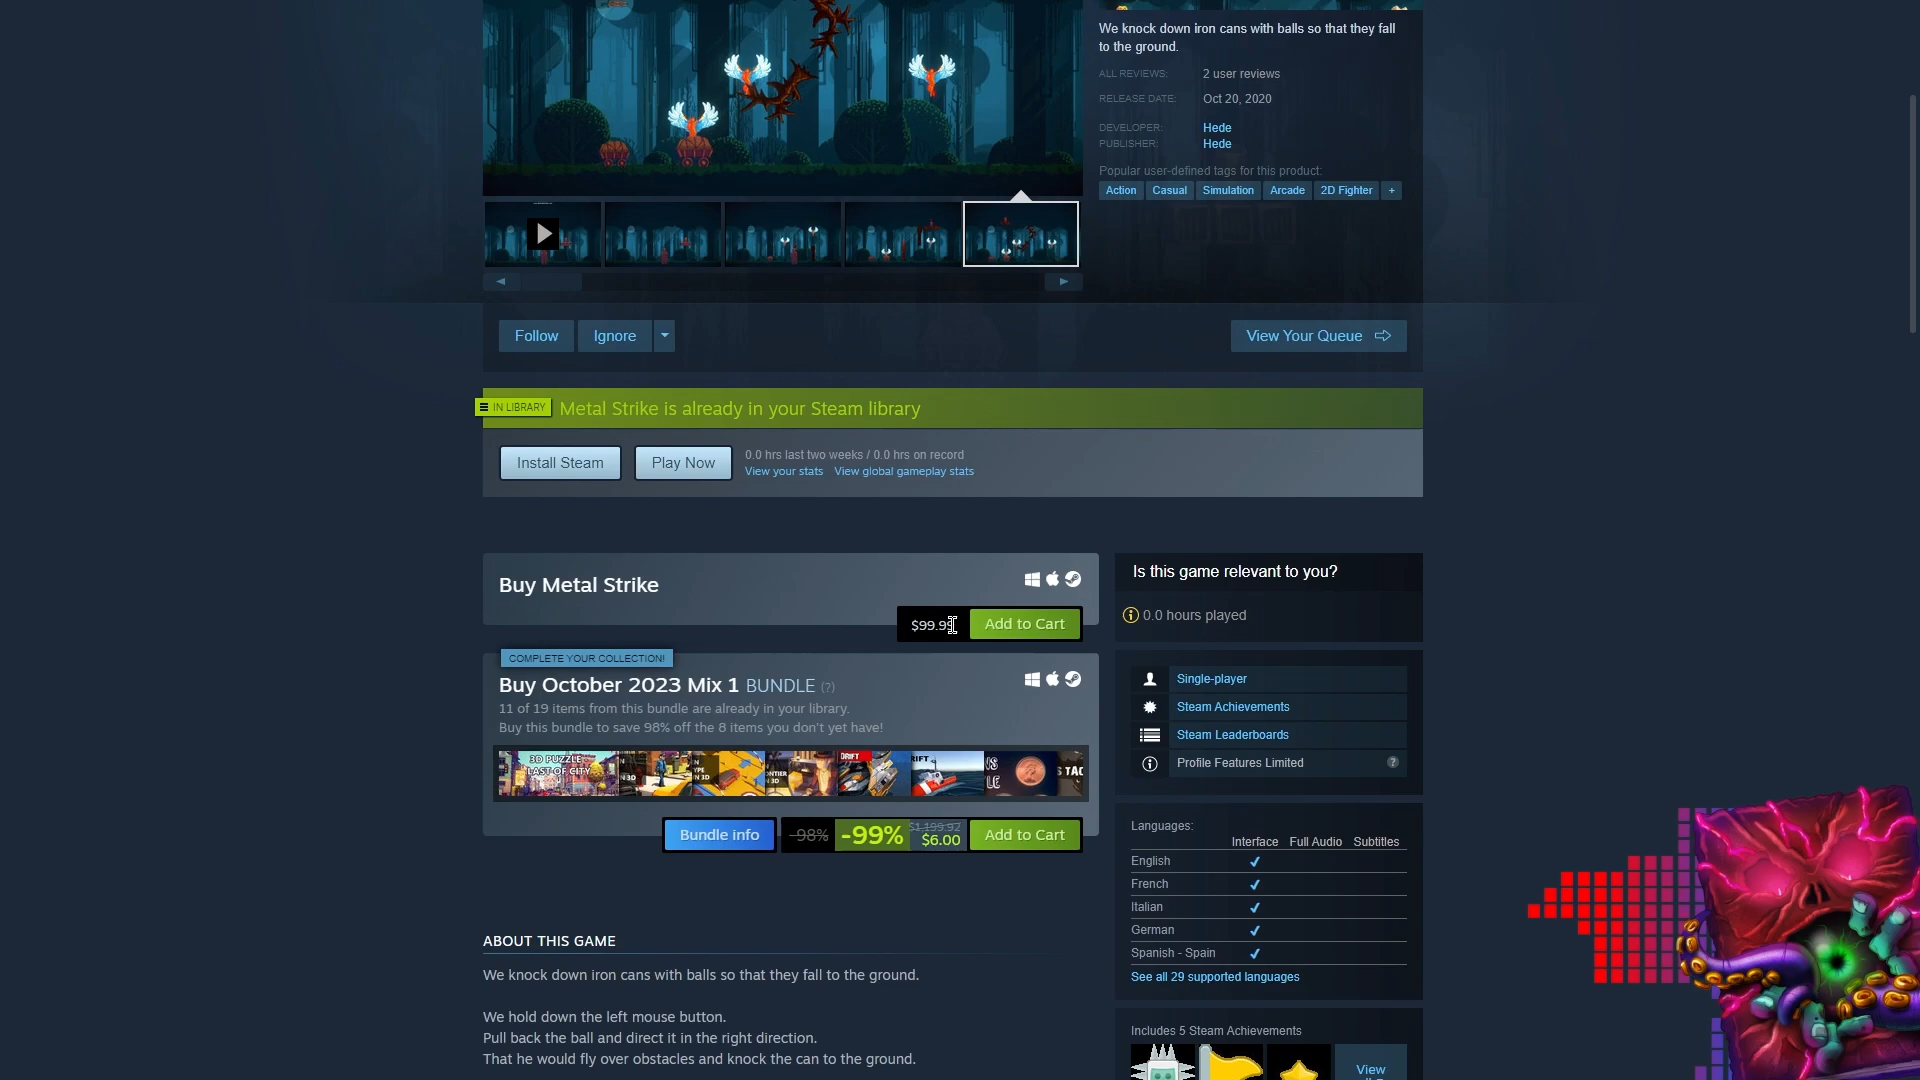 We knock down iron cans with balls so that they fall
to the ground.
ALL REVIEWS: 2 user reviews
RELEASE DATE: Oct 20, 2020
DEVELOPER: Hede
PUBLISHER: Hede
Popular user-defined tags for this product:
Action Casual Simulation Arcade 2D Fighter +
Follow Ignore View Your Queue
IN LIBRARY Metal Strike is already in your Steam library
Install Steam Play Now 0.0 hrs last two weeks / 0.0 hrs on record
View your stats View global gameplay stats
Buy Metal Strike
Add to Cart
COMPLETE YOUR COLLECTION!
Buy October 2023 Mix 1 BUNDLE (?)
11 of 19 items from this bundle are already in your library.
Buy this bundle to save 98% off the 8 items you don't yet have!
3D PUZZLE
LAST OF CITY
DRIFT
Bundle info -98% -99% $1,199.92 $6.00 Add to Cart
ABOUT THIS GAME
We knock down iron cans with balls so that they fall to the ground.
We hold down the left mouse button.
Pull back the ball and direct it in the right direction.
That he would fly over obstacles and knock the can to the ground.
Is this game relevant to you?
0.0 hours played
Single-player
Steam Achievements
Steam Leaderboards
Profile Features Limited ?
Languages:
Interface Full Audio Subtitles
English ✔
French ✔
Italian ✔
German ✔
Spanish - Spain ✔
See all 29 supported languages
Includes 5 Steam Achievements
View